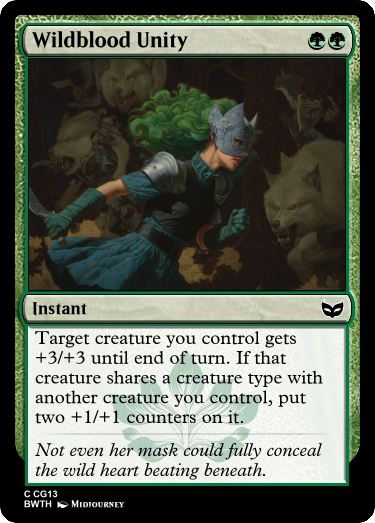 Wildblood Unity
Instant
Target creature you control gets
+3/+3 until end of turn. If that
creature shares a creature type with
another creature you control, put
two +1/+1 counters on it.
Not even her mask could fully conceal
the wild heart beating beneath.
C CG13
BWTH Midjourney